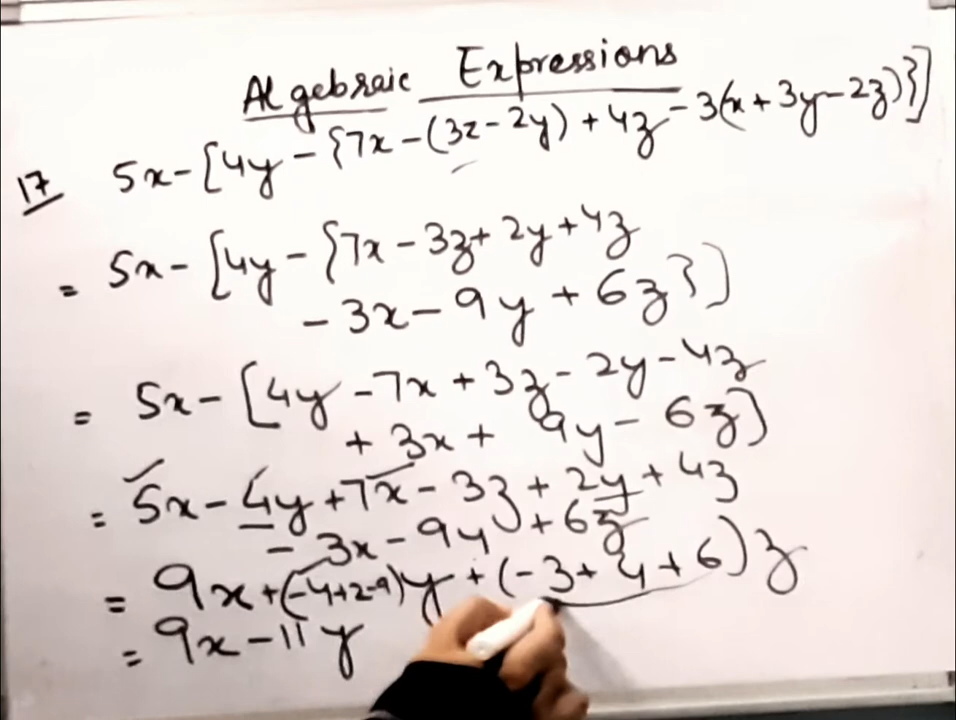 Algebraic Expressions
17 5x-[4y-{7x-(3z-2y)+4z-3(x+3y-2z)}]
= 5x-[4y-{7x-3z+2y+4z
-3x-9y+6z}]
= 5x-[4y-7x+3z-2y-4z
+3x+9y-6z]
= 5x-4y+7x-3z+2y+4z
-3x-9y+6z
= 9x+(-4+2-9)y+(-3+4+6)z
= 9x-11y